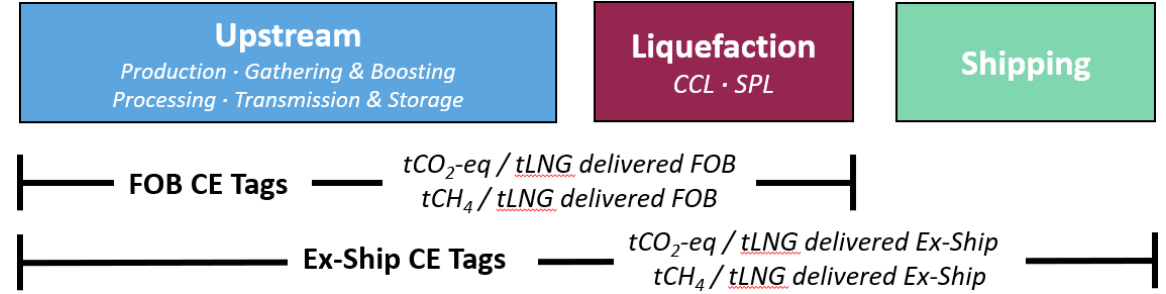 Upstream
Production · Gathering & Boosting
Processing · Transmission & Storage
Liquefaction
CCL · SPL
Shipping
FOB CE Tags
tCO₂-eq / tLNG delivered FOB
tCH₄ / tLNG delivered FOB
Ex-Ship CE Tags
tCO₂-eq / tLNG delivered Ex-Ship
tCH₄ / tLNG delivered Ex-Ship